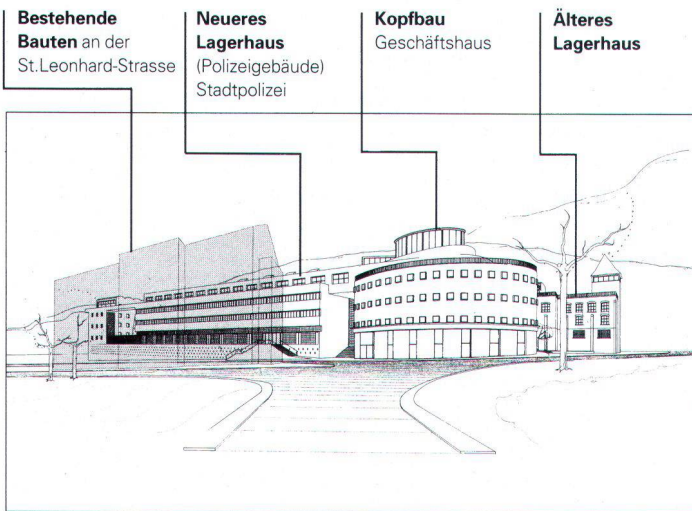 Bestehende
Bauten an der
St.Leonhard-Strasse
Neueres
Lagerhaus
(Polizeigebäude)
Stadtpolizei
Kopfbau
Geschäftshaus
Älteres
Lagerhaus